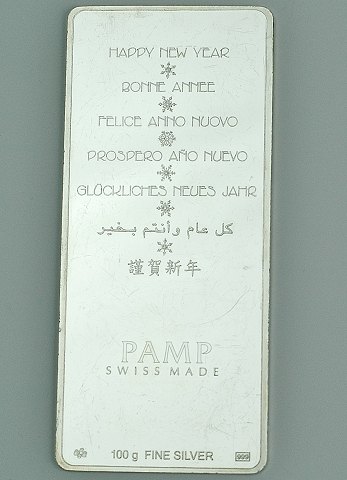 HAPPY NEW YEAR
BONNE ANNEE
FELICE ANNO NUOVO
PROSPERO AÑO NUEVO
GLÜCKLICHES NEUES JAHR
كل عام وأنتم بخير
謹賀新年
PAMP
SWISS MADE
100 g FINE SILVER 999